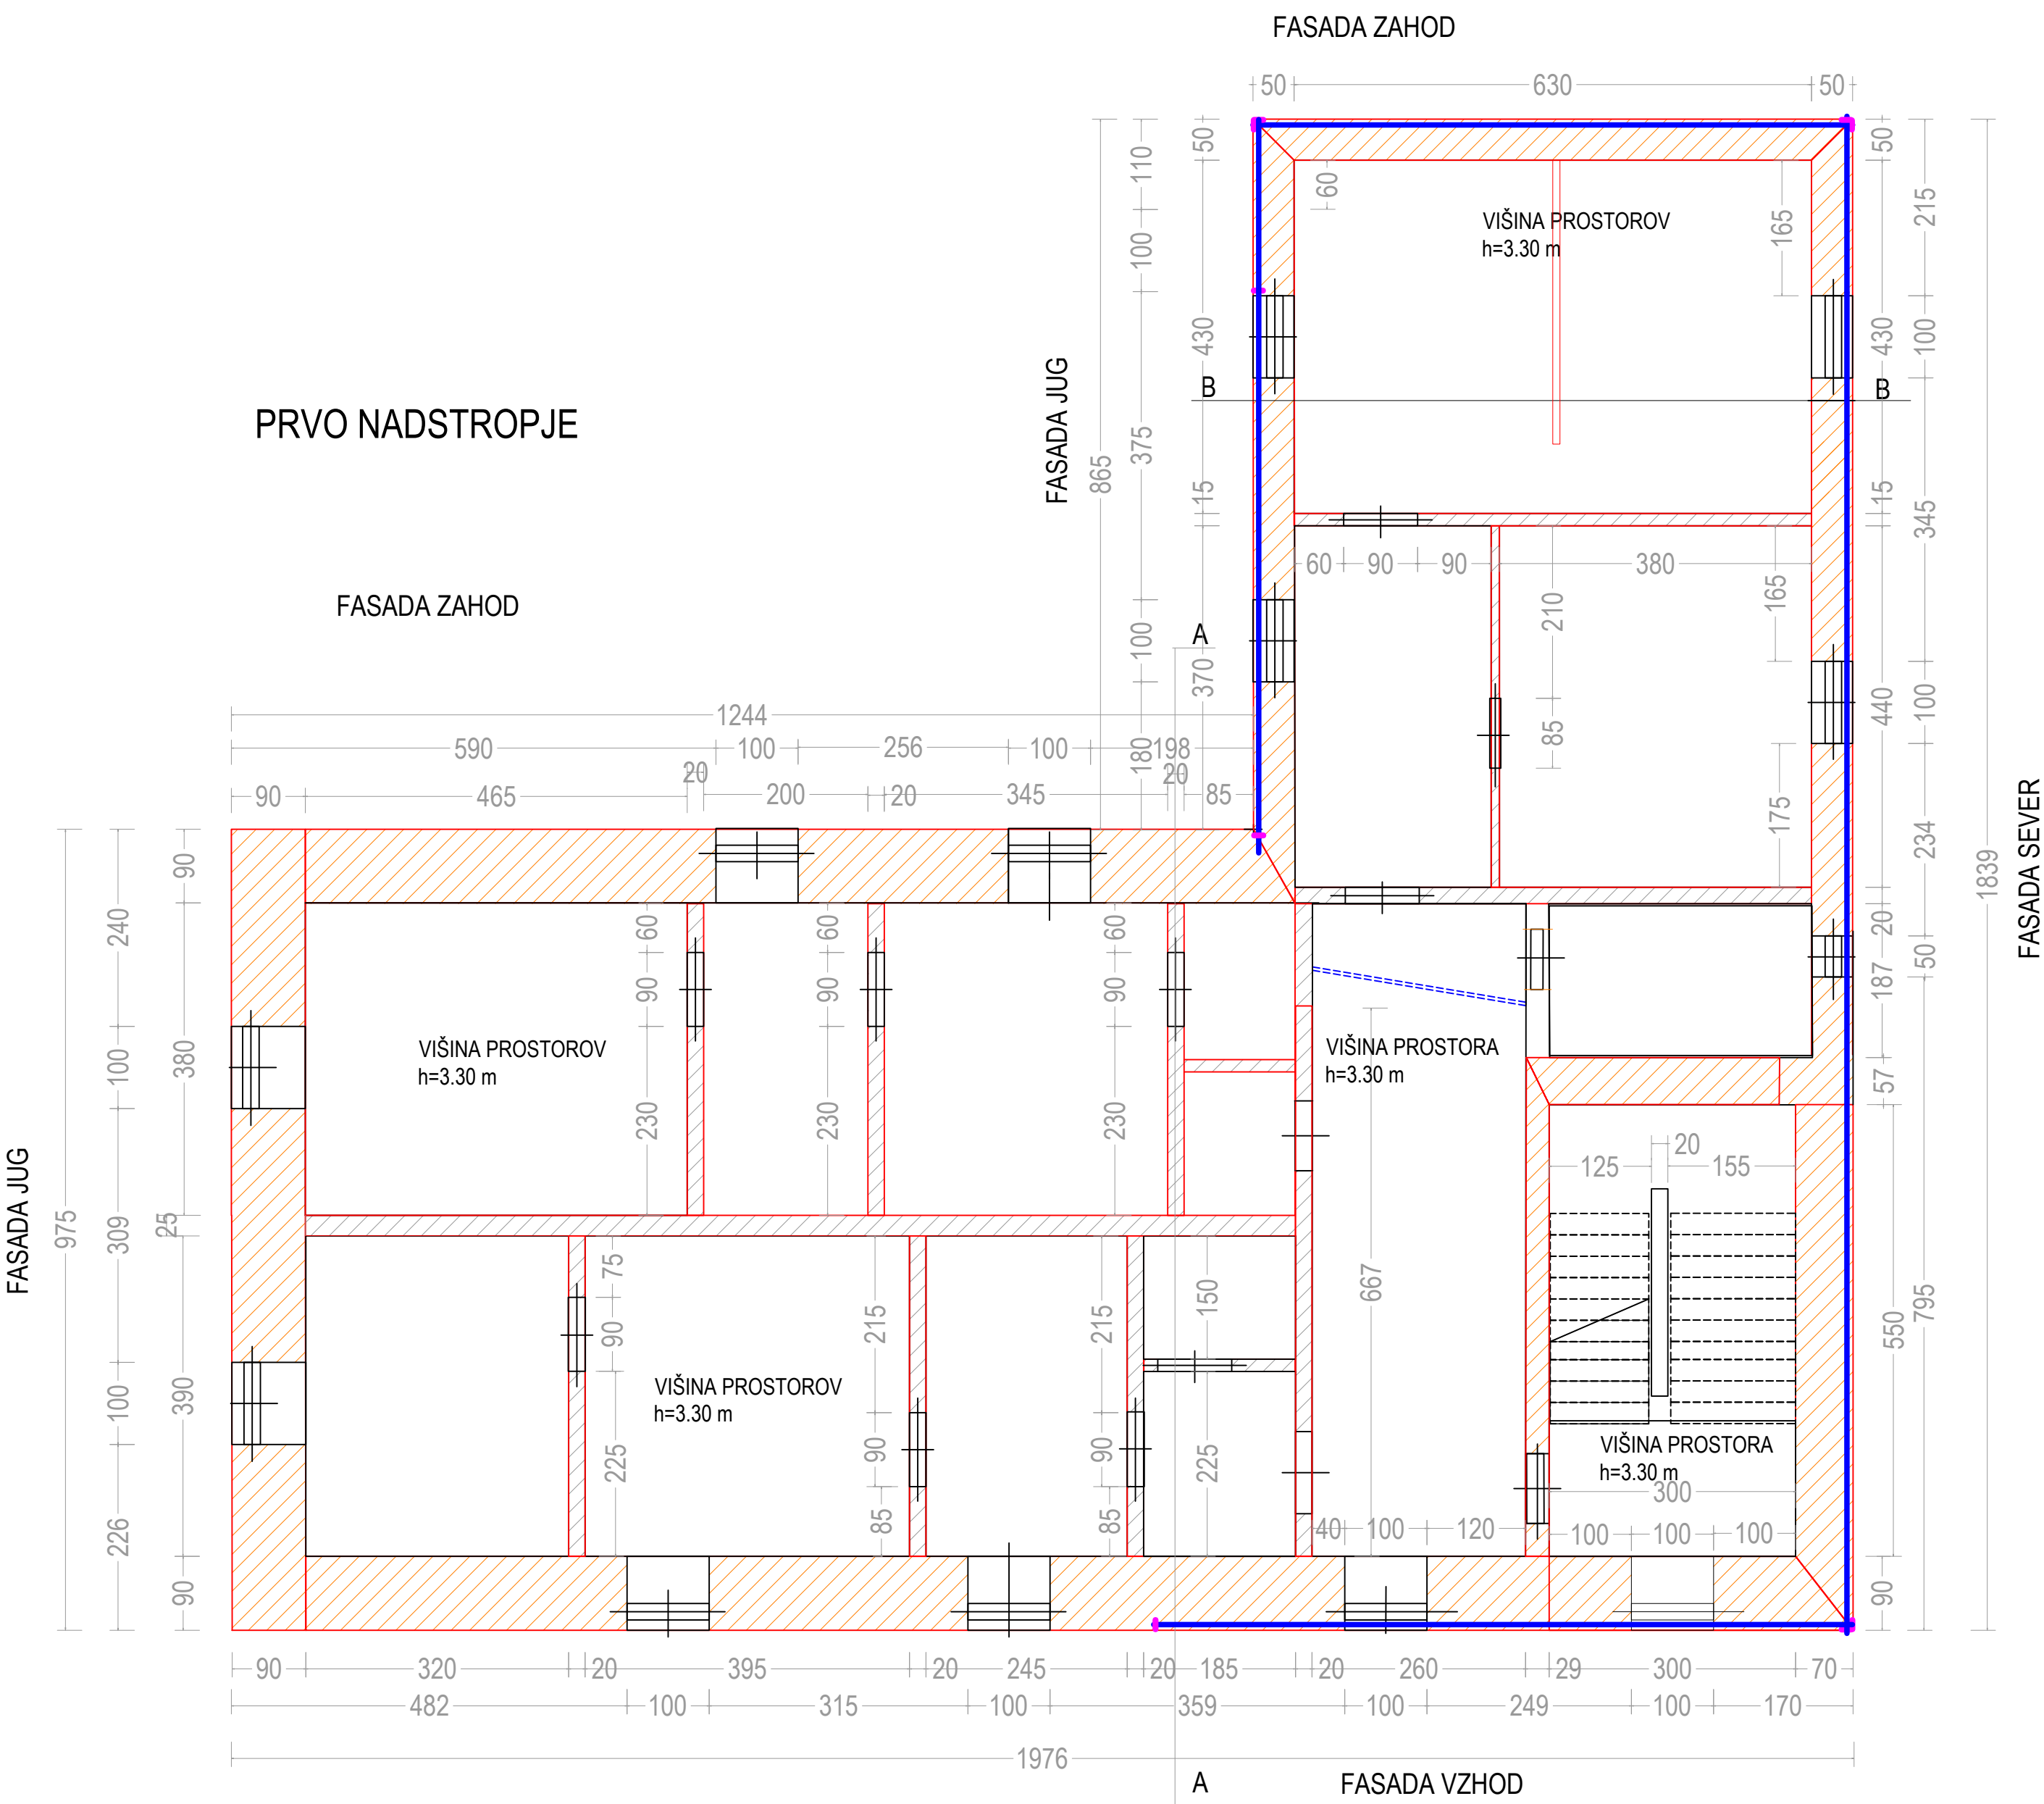 FASADA ZAHOD
50 630 50
PRVO NADSTROPJE
FASADA ZAHOD
FASADA JUG
865
110
100
375
100
180
50
430
15
370
B
A
60
VIŠINA PROSTOROV
h=3.30 m
165
50
430
15
440
20
187
57
550
90
B
215
100
345
100
234
50
795
1839
FASADA SEVER
60 90 90 380
210
85
165
175
1244
590 100 256 100 198
20 20
90 465 200 20 345 85
FASADA JUG
975
240
100
309
100
226
90
380
25
390
90
60
90
230
60
90
230
60
90
230
VIŠINA PROSTOROV
h=3.30 m
VIŠINA PROSTORA
h=3.30 m
667
20
125 155
75
90
225
215
90
85
215
90
85
150
225
VIŠINA PROSTOROV
h=3.30 m
VIŠINA PROSTORA
h=3.30 m
300
40 100 120 100 100 100
90 320 20 395 20 245 20 185 20 260 29 300 70
482 100 315 100 359 100 249 100 170
1976
A
FASADA VZHOD